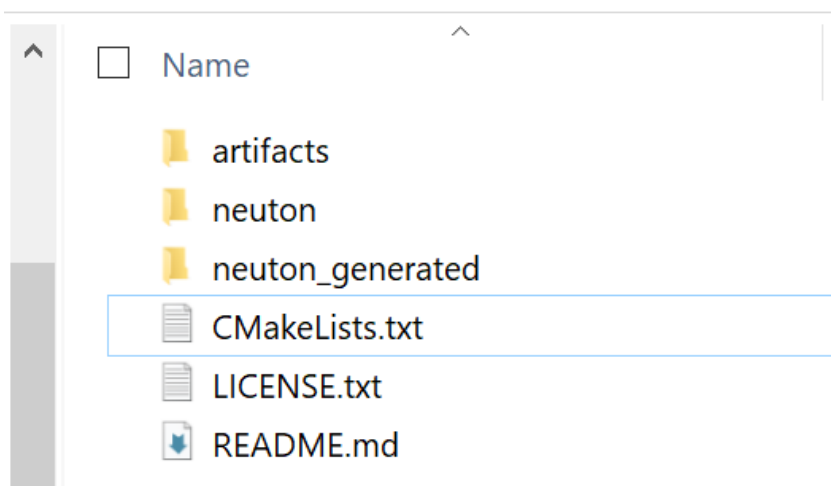 Name
artifacts
neuton
neuton_generated
CMakeLists.txt
LICENSE.txt
README.md